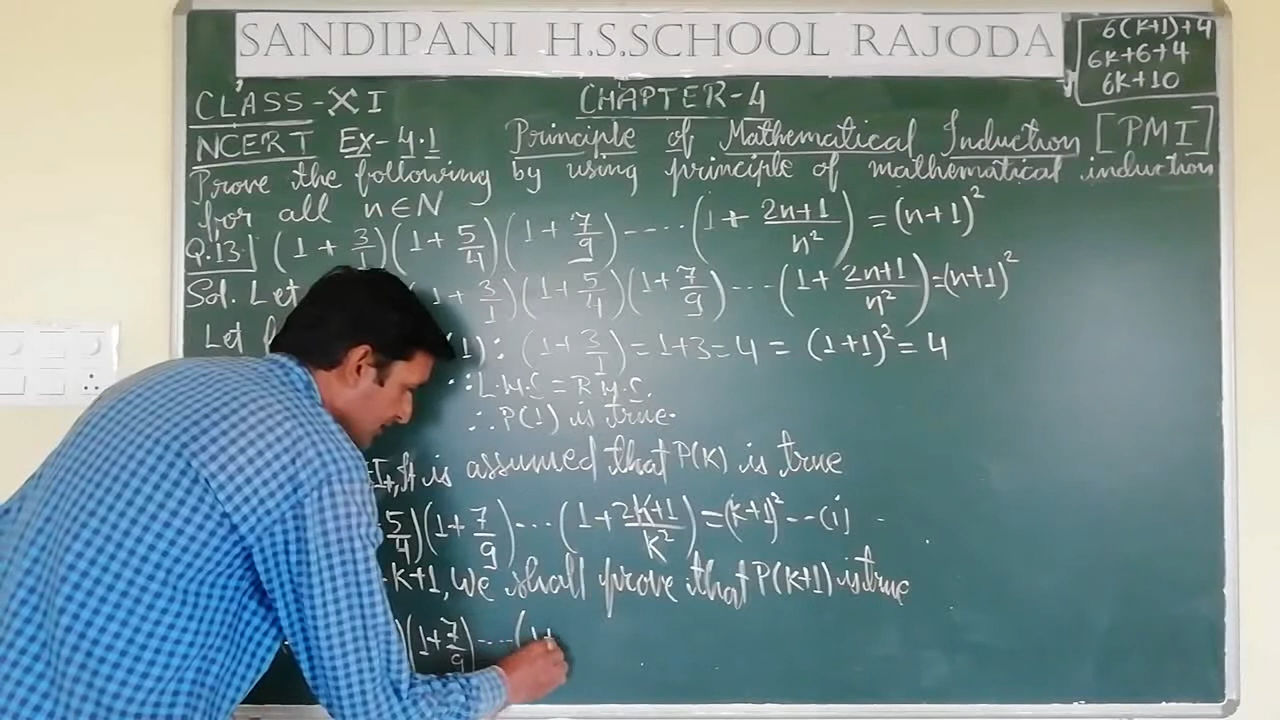 SANDIPANI H.S.SCHOOL RAJODA
6(K+1)+4
6K+6+4
6K+10
CLASS-XI
CHAPTER-4
NCERT EX-4.1 Principle of Mathematical Induction [PMI]
Prove the following by using principle of mathematical induction
for all n∈N
Q.13. (1+3/1)(1+5/4)(1+7/9)-----(1+(2n+1)/n²)=(n+1)²
Sol. Let (1+3/1)(1+5/4)(1+7/9)---(1+(2n+1)/n²)=(n+1)²
Let (1): (1+3/1)=1+3=4=(1+1)²=4
∵L.H.S=R.H.S.
∴P(1) is true.
It is assumed that P(K) is true
5/4)(1+7/9)---(1+(2K+1)/K²)=(K+1)²--(i)
K+1, We shall prove that P(K+1) is true
)(1+7/9)----(1